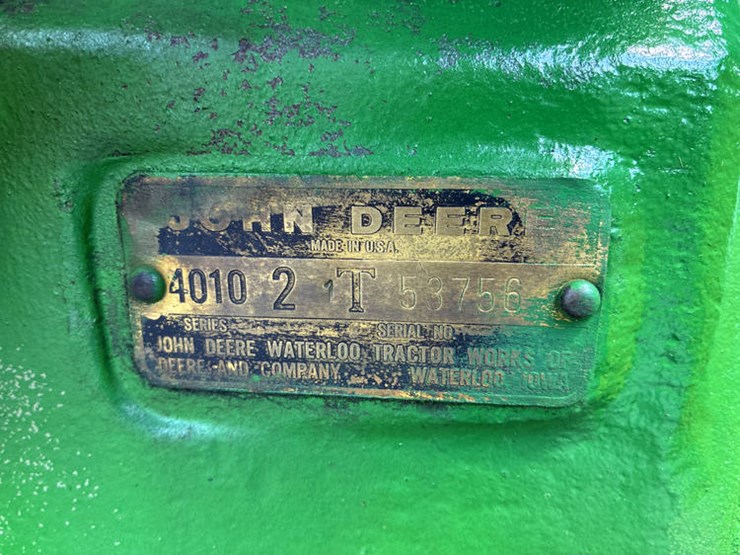 JOHN DEERE
MADE IN U.S.A.
4010 2 1T 53756
SERIES SERIAL NO.
JOHN DEERE WATERLOO TRACTOR WORKS OF
DEERE AND COMPANY WATERLOO IOWA